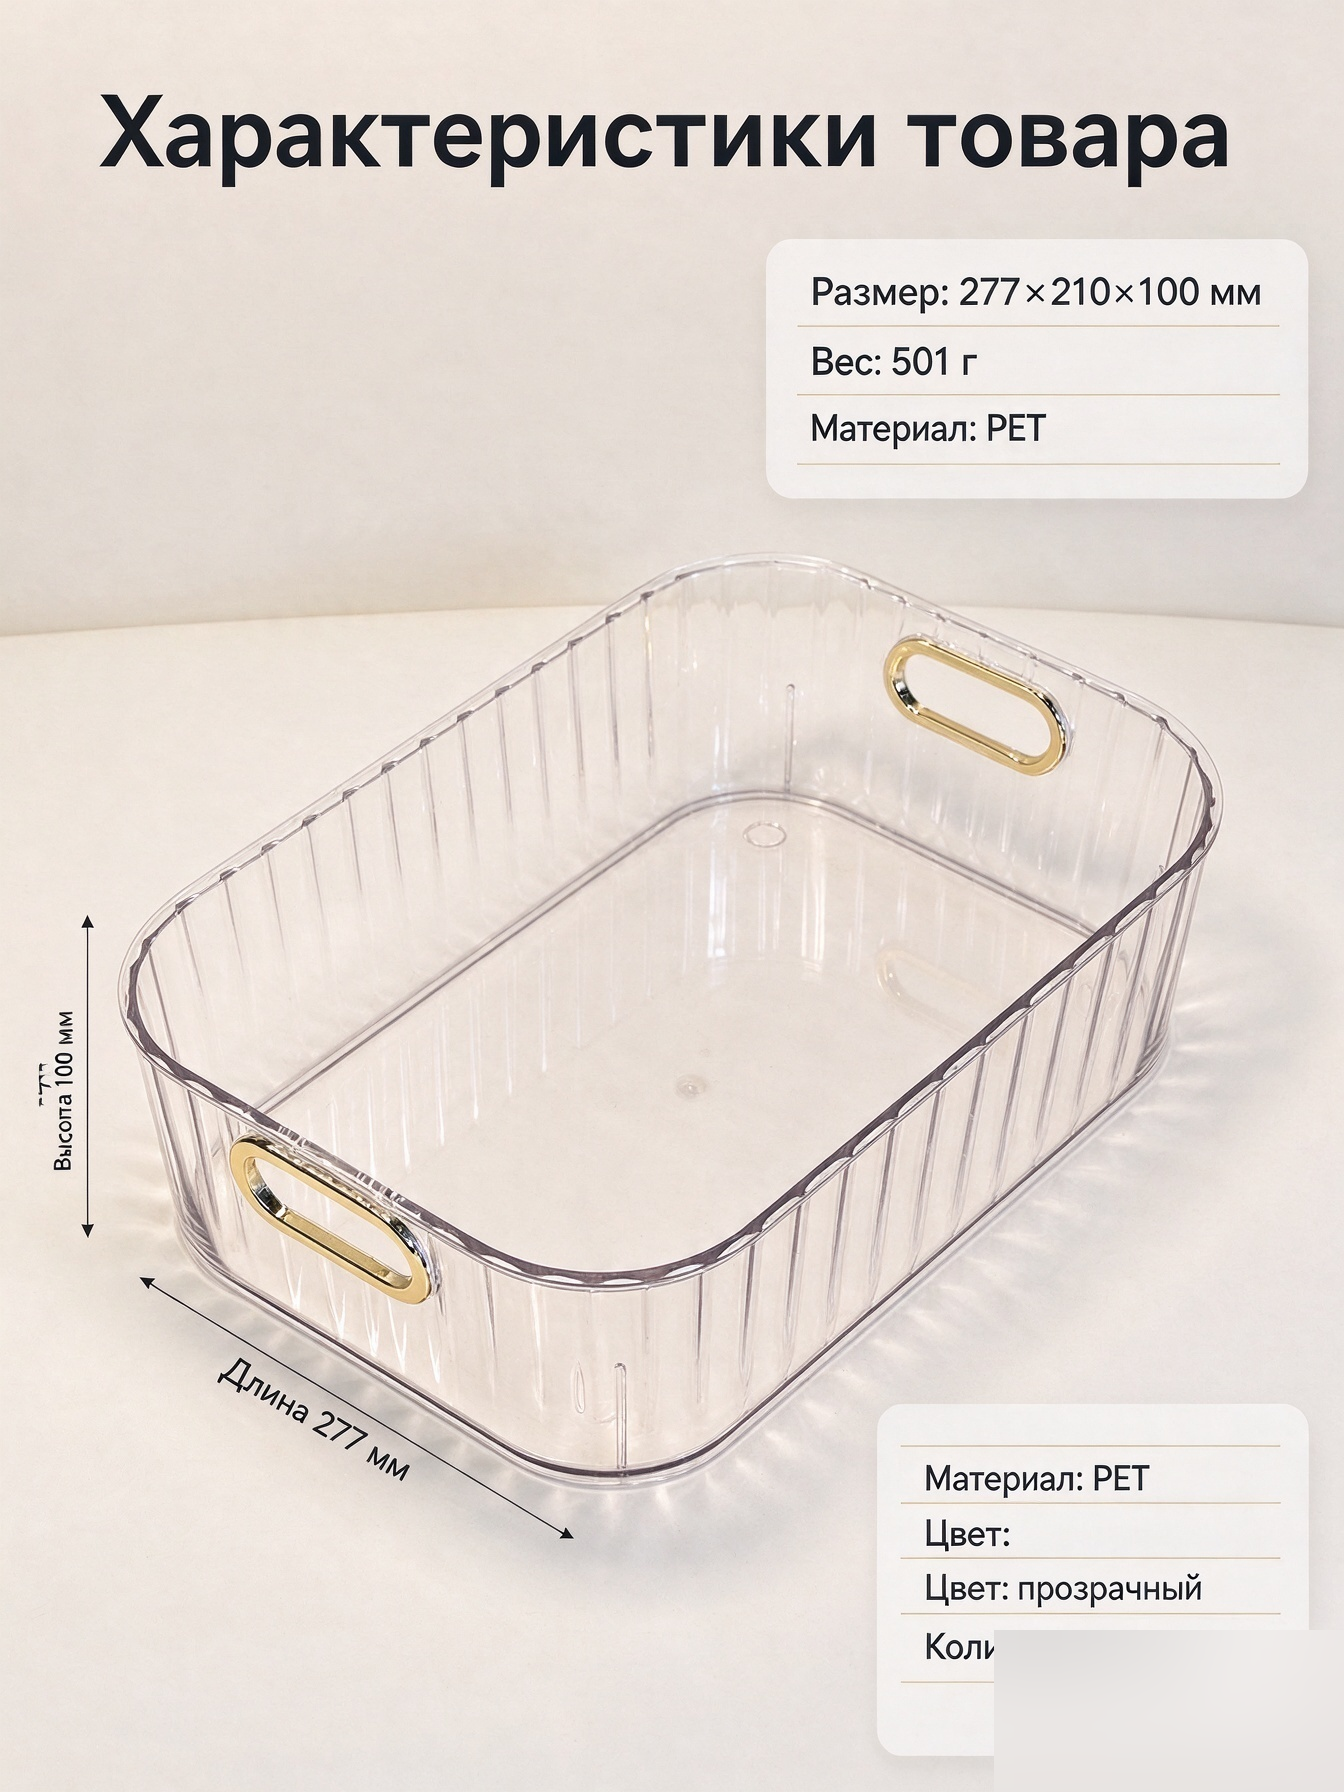 Характеристики товара
Размер: 277×210×100 мм
Вес: 501 г
Материал: PET
Высота 100 мм
Длина 277 мм
Материал: PET
Цвет:
Цвет: прозрачный
Коли